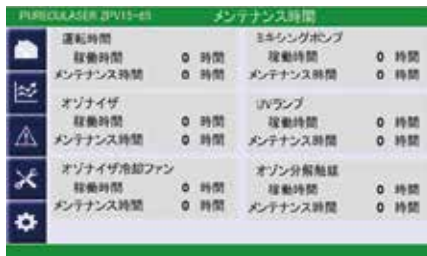 PURECULASER ZPV15-65 メンテナンス時間
運転時間
稼働時間 0 時間
メンテナンス時間 0 時間
ミキシングポンプ
稼働時間 0 時間
メンテナンス時間 0 時間
オゾナイザ
稼働時間 0 時間
メンテナンス時間 0 時間
UVランプ
稼働時間 0 時間
メンテナンス時間 0 時間
オゾナイザ冷却ファン
稼働時間 0 時間
メンテナンス時間 0 時間
オゾン分解触媒
稼働時間 0 時間
メンテナンス時間 0 時間